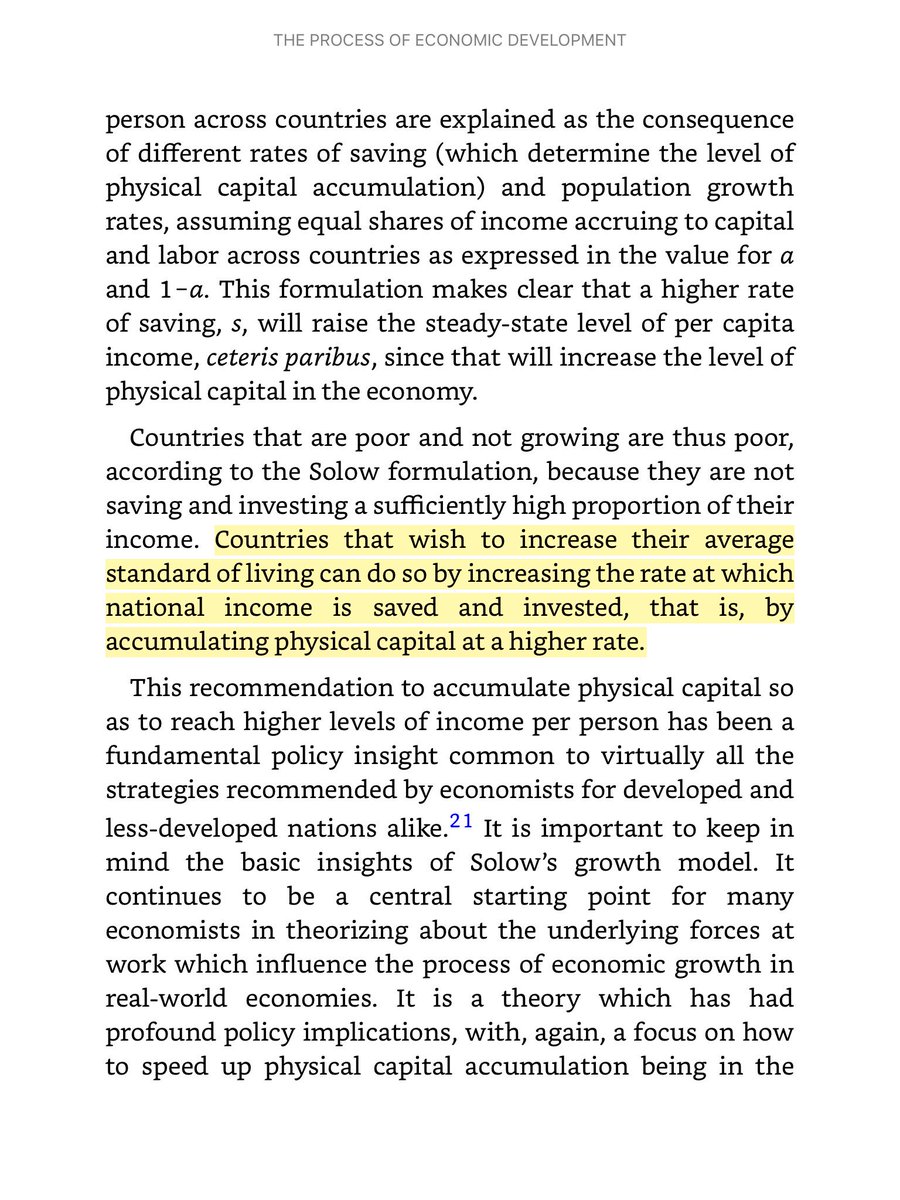 THE PROCESS OF ECONOMIC DEVELOPMENT
person across countries are explained as the consequence
of different rates of saving (which determine the level of
physical capital accumulation) and population growth
rates, assuming equal shares of income accruing to capital
and labor across countries as expressed in the value for a
and 1−a. This formulation makes clear that a higher rate
of saving, s, will raise the steady-state level of per capita
income, ceteris paribus, since that will increase the level of
physical capital in the economy.
Countries that are poor and not growing are thus poor,
according to the Solow formulation, because they are not
saving and investing a sufficiently high proportion of their
income. Countries that wish to increase their average
standard of living can do so by increasing the rate at which
national income is saved and invested, that is, by
accumulating physical capital at a higher rate.
This recommendation to accumulate physical capital so
as to reach higher levels of income per person has been a
fundamental policy insight common to virtually all the
strategies recommended by economists for developed and
less-developed nations alike.21 It is important to keep in
mind the basic insights of Solow’s growth model. It
continues to be a central starting point for many
economists in theorizing about the underlying forces at
work which influence the process of economic growth in
real-world economies. It is a theory which has had
profound policy implications, with, again, a focus on how
to speed up physical capital accumulation being in the